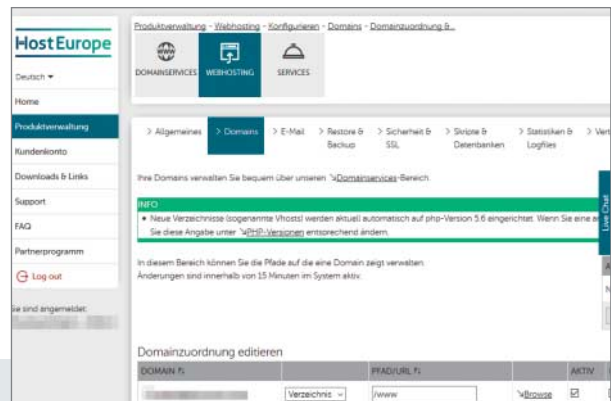 Produktverwaltung - Webhosting - Konfigurieren - Domains - Domainzuordnung &...
HostEurope
DOMAINSERVICES WEBHOSTING SERVICES
Deutsch
Home
Produktverwaltung
> Allgemeines > Domains > E-Mail > Restore & Backup > Sicherheit & SSL > Skripte & Datenbanken > Statistiken & Logfiles > Ver
Kundenkonto
Downloads & Links
Ihre Domains verwalten Sie bequem über unseren Domainservices-Bereich.
Support
INFO
FAQ
• Neue Verzeichnisse (sogenannte Vhosts) werden aktuell automatisch auf php-Version 5.6 eingerichtet. Wenn Sie eine a
Sie diese Angabe unter PHP-Versionen entsprechend ändern.
Live Chat
Partnerprogramm
In diesem Bereich können Sie die Pfade auf die eine Domain zeigt verwalten.
Änderungen sind innerhalb von 15 Minuten im System aktiv.
Log out
Sie sind angemeldet:
Domainzuordnung editieren
DOMAIN PFAD/URL AKTIV
Verzeichnis /www Browse